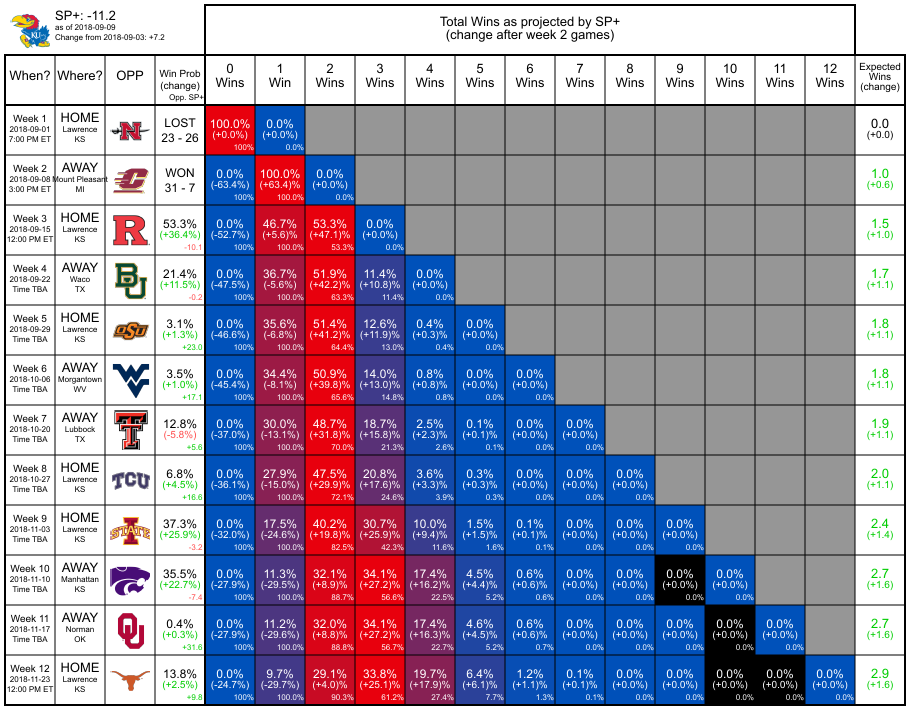 SP+: -11.2
as of 2018-09-09
Change from 2018-09-03: +7.2
Total Wins as projected by SP+
(change after week 2 games)
When? Where? OPP Win Prob (change) Opp. SP+ 0 Wins 1 Win 2 Wins 3 Wins 4 Wins 5 Wins 6 Wins 7 Wins 8 Wins 9 Wins 10 Wins 11 Wins 12 Wins Expected Wins (change)
Week 1 HOME LOST 100.0% 0.0% 0.0
2018-09-01 Lawrence N 23 - 26 (+0.0%) (+0.0%) (+0.0)
7:00 PM ET KS 100% 0.0%
Week 2 AWAY WON 0.0% 100.0% 0.0% 1.0
2018-09-08 Mount Pleasant C 31 - 7 (-63.4%) (+63.4)% (+0.0%) (+0.6)
3:00 PM ET MI 100% 100.0% 0.0%
Week 3 HOME 53.3% 0.0% 46.7% 53.3% 0.0% 1.5
2018-09-15 Lawrence R (+36.4%) (-52.7%) (+5.6)% (+47.1%) (+0.0%) (+1.0)
12:00 PM ET KS -10.1 100% 100.0% 53.3% 0.0%
Week 4 AWAY 21.4% 0.0% 36.7% 51.9% 11.4% 0.0% 1.7
2018-09-22 Waco BU (+11.5%) (-47.5%) (-5.6%) (+42.2%) (+10.8)% (+0.0%) (+1.1)
Time TBA TX -0.2 100% 100.0% 63.3% 11.4% 0.0%
Week 5 HOME 3.1% 0.0% 35.6% 51.4% 12.6% 0.4% 0.0% 1.8
2018-09-29 Lawrence OSU (+1.3%) (-46.6%) (-6.8%) (+41.2%) (+11.9)% (+0.3)% (+0.0%) (+1.1)
Time TBA KS +23.0 100% 100.0% 64.4% 13.0% 0.4% 0.0%
Week 6 AWAY 3.5% 0.0% 34.4% 50.9% 14.0% 0.8% 0.0% 0.0% 1.8
2018-10-06 Morgantown WV (+1.0%) (-45.4%) (-8.1%) (+39.8)% (+13.0)% (+0.8)% (+0.0)% (+0.0%) (+1.1)
Time TBA WV +17.1 100% 100.0% 65.6% 14.8% 0.8% 0.0% 0.0%
Week 7 AWAY 12.8% 0.0% 30.0% 48.7% 18.7% 2.5% 0.1% 0.0% 0.0% 1.9
2018-10-20 Lubbock T (-5.8%) (-37.0%) (-13.1%) (+31.8)% (+15.8)% (+2.3)% (+0.1)% (+0.0)% (+0.0%) (+1.1)
Time TBA TX +5.6 100% 100.0% 70.0% 21.3% 2.6% 0.1% 0.0% 0.0%
Week 8 HOME 6.8% 0.0% 27.9% 47.5% 20.8% 3.6% 0.3% 0.0% 0.0% 0.0% 2.0
2018-10-27 Lawrence TCU (+4.5%) (-36.1%) (-15.0%) (+29.9)% (+17.6)% (+3.3)% (+0.3)% (+0.0)% (+0.0%) (+0.0%) (+1.1)
Time TBA KS +16.6 100% 100.0% 72.1% 24.6% 3.9% 0.3% 0.0% 0.0% 0.0%
Week 9 HOME 37.3% 0.0% 17.5% 40.2% 30.7% 10.0% 1.5% 0.1% 0.0% 0.0% 0.0% 2.4
2018-11-03 Lawrence I STATE (+25.9%) (-32.0%) (-24.6%) (+19.8)% (+25.9)% (+9.4)% (+1.5)% (+0.1)% (+0.0%) (+0.0%) (+0.0%) (+1.4)
Time TBA KS -3.2 100% 100.0% 82.5% 42.3% 11.6% 1.6% 0.1% 0.0% 0.0% 0.0%
Week 10 AWAY 35.5% 0.0% 11.3% 32.1% 34.1% 17.4% 4.5% 0.6% 0.0% 0.0% 0.0% 0.0% 2.7
2018-11-10 Manhattan (+22.7%) (-27.9%) (-29.5%) (+8.9)% (+27.2)% (+16.2)% (+4.4)% (+0.6)% (+0.0%) (+0.0%) (+0.0%) (+0.0%) (+1.6)
Time TBA KS -7.4 100% 100.0% 88.7% 56.6% 22.5% 5.2% 0.6% 0.0% 0.0% 0.0% 0.0%
Week 11 AWAY 0.4% 0.0% 11.2% 32.0% 34.1% 17.4% 4.6% 0.6% 0.0% 0.0% 0.0% 0.0% 0.0% 2.7
2018-11-17 Norman OU (+0.3%) (-27.9%) (-29.6%) (+8.8)% (+27.2)% (+16.3)% (+4.5)% (+0.6)% (+0.0%) (+0.0%) (+0.0%) (+0.0%) (+0.0%) (+1.6)
Time TBA OK +31.6 100% 100.0% 88.8% 56.7% 22.7% 5.2% 0.7% 0.0% 0.0% 0.0% 0.0% 0.0%
Week 12 HOME 13.8% 0.0% 9.7% 29.1% 33.8% 19.7% 6.4% 1.2% 0.1% 0.0% 0.0% 0.0% 0.0% 0.0% 2.9
2018-11-23 Lawrence (+2.5%) (-24.7%) (-29.7%) (+4.0)% (+25.1)% (+17.9)% (+6.1)% (+1.1)% (+0.1)% (+0.0%) (+0.0%) (+0.0%) (+0.0%) (+0.0%) (+1.6)
12:00 PM ET KS +9.8 100% 100.0% 90.3% 61.2% 27.4% 7.7% 1.3% 0.1% 0.0% 0.0% 0.0% 0.0% 0.0%